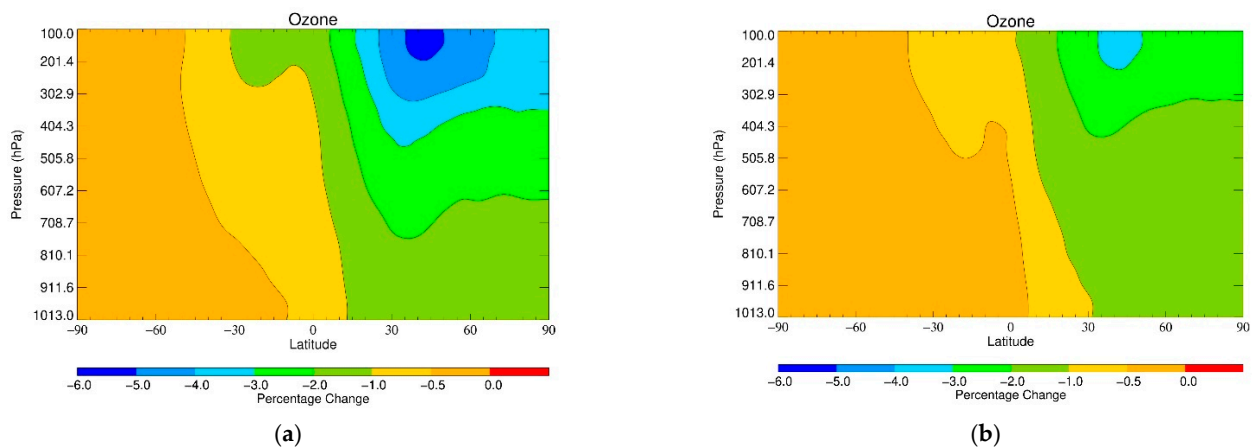 Ozone
100.0
201.4
302.9
404.3
505.8
607.2
708.7
810.1
911.6
1013.0
Pressure (hPa)
−90 −60 −30 0 30 60 90
Latitude
−6.0 −5.0 −4.0 −3.0 −2.0 −1.0 −0.5 0.0
Percentage Change
(a)
Ozone
100.0
201.4
302.9
404.3
505.8
607.2
708.7
810.1
911.6
1013.0
Pressure (hPa)
−90 −60 −30 0 30 60 90
Latitude
−6.0 −5.0 −4.0 −3.0 −2.0 −1.0 −0.5 0.0
Percentage Change
(b)